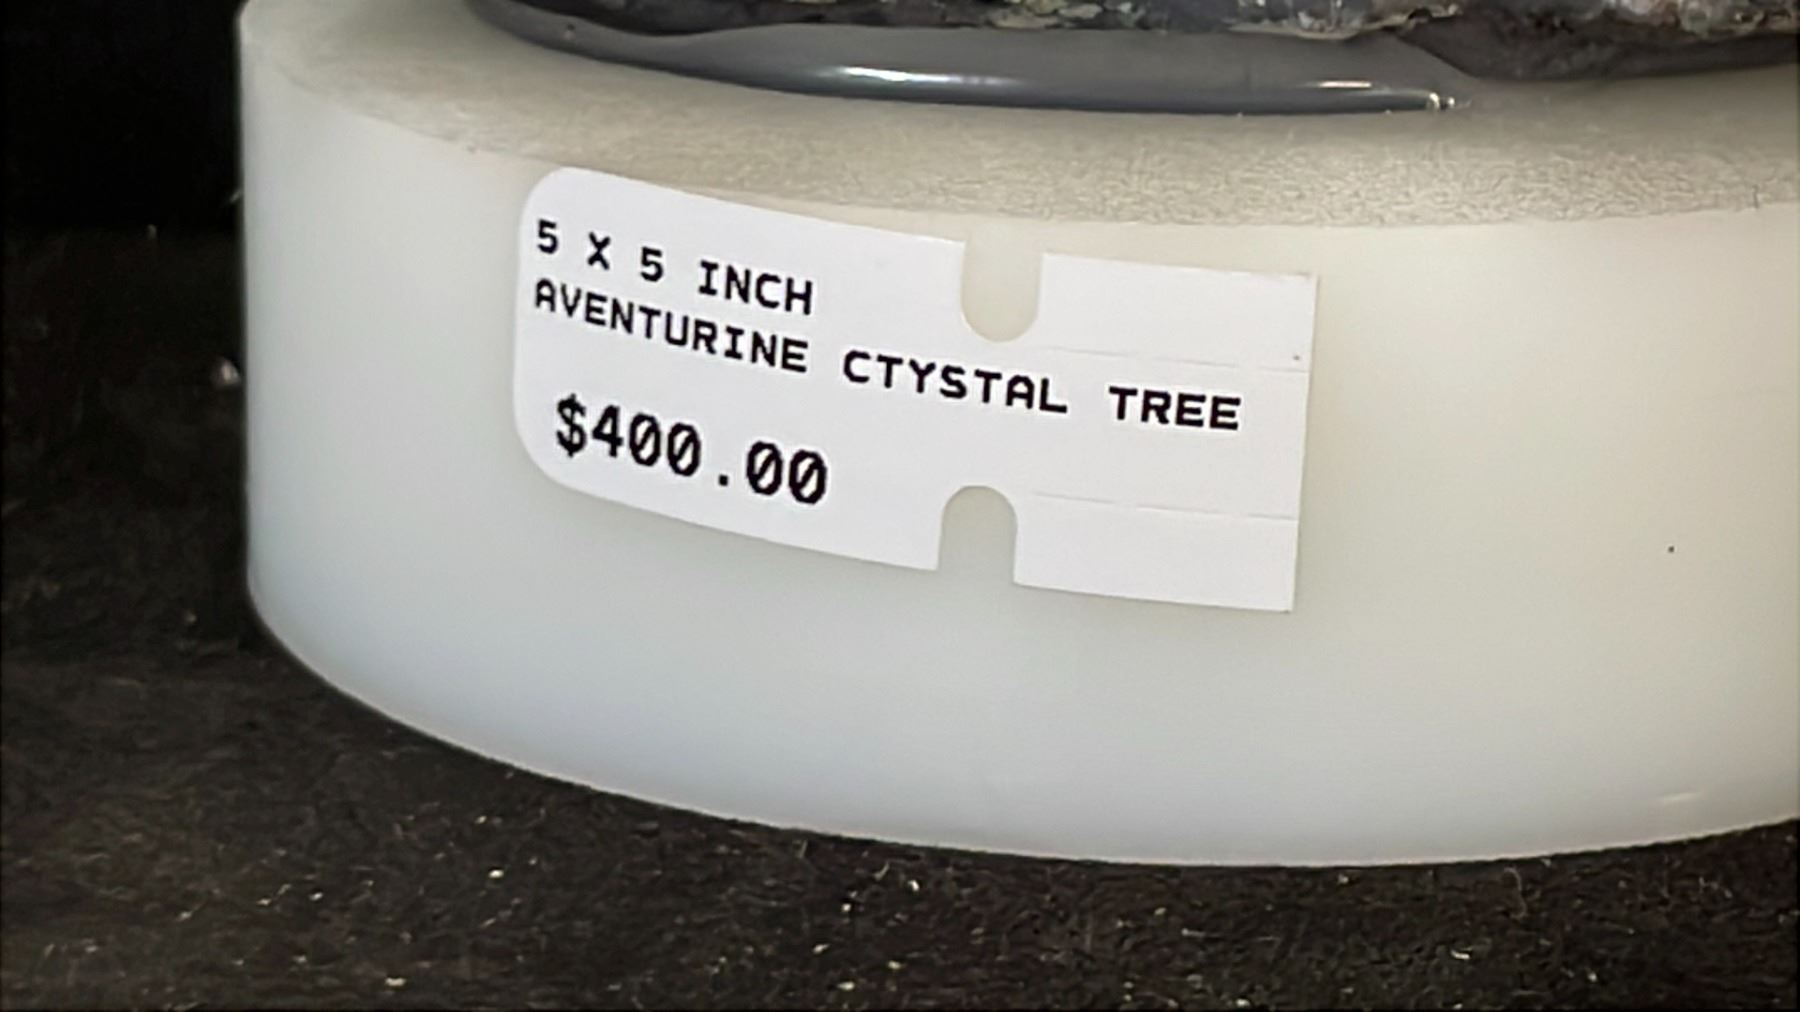 5 X 5 INCH
AVENTURINE CTYSTAL TREE
$400.00